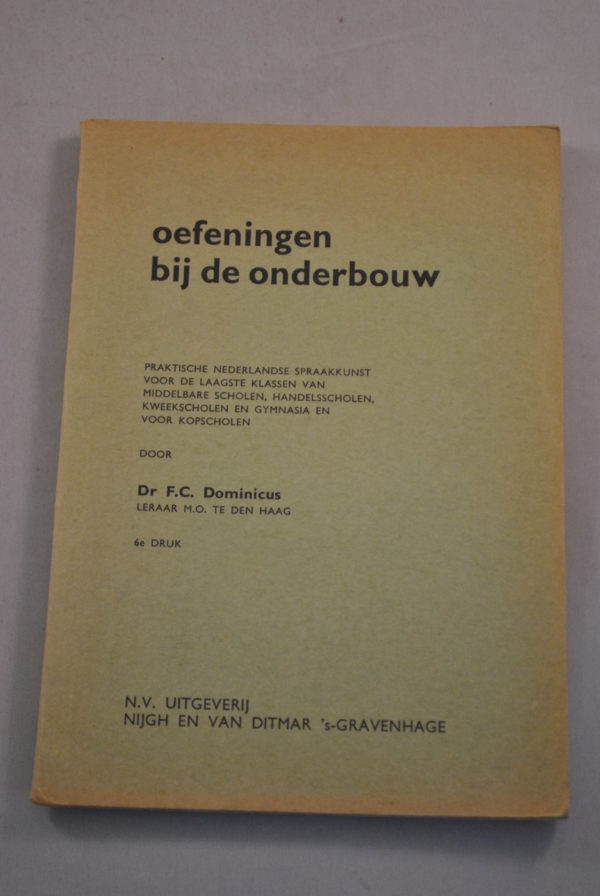 oefeningen
bij de onderbouw
PRAKTISCHE NEDERLANDSE SPRAAKKUNST
VOOR DE LAAGSTE KLASSEN VAN
MIDDELBARE SCHOLEN, HANDELSSCHOLEN,
KWEEKSCHOLEN EN GYMNASIA EN
VOOR KOPSCHOLEN
DOOR
Dr F.C. Dominicus
LERAAR M.O. TE DEN HAAG
6e DRUK
N.V. UITGEVERIJ
NIJGH EN VAN DITMAR 's-GRAVENHAGE